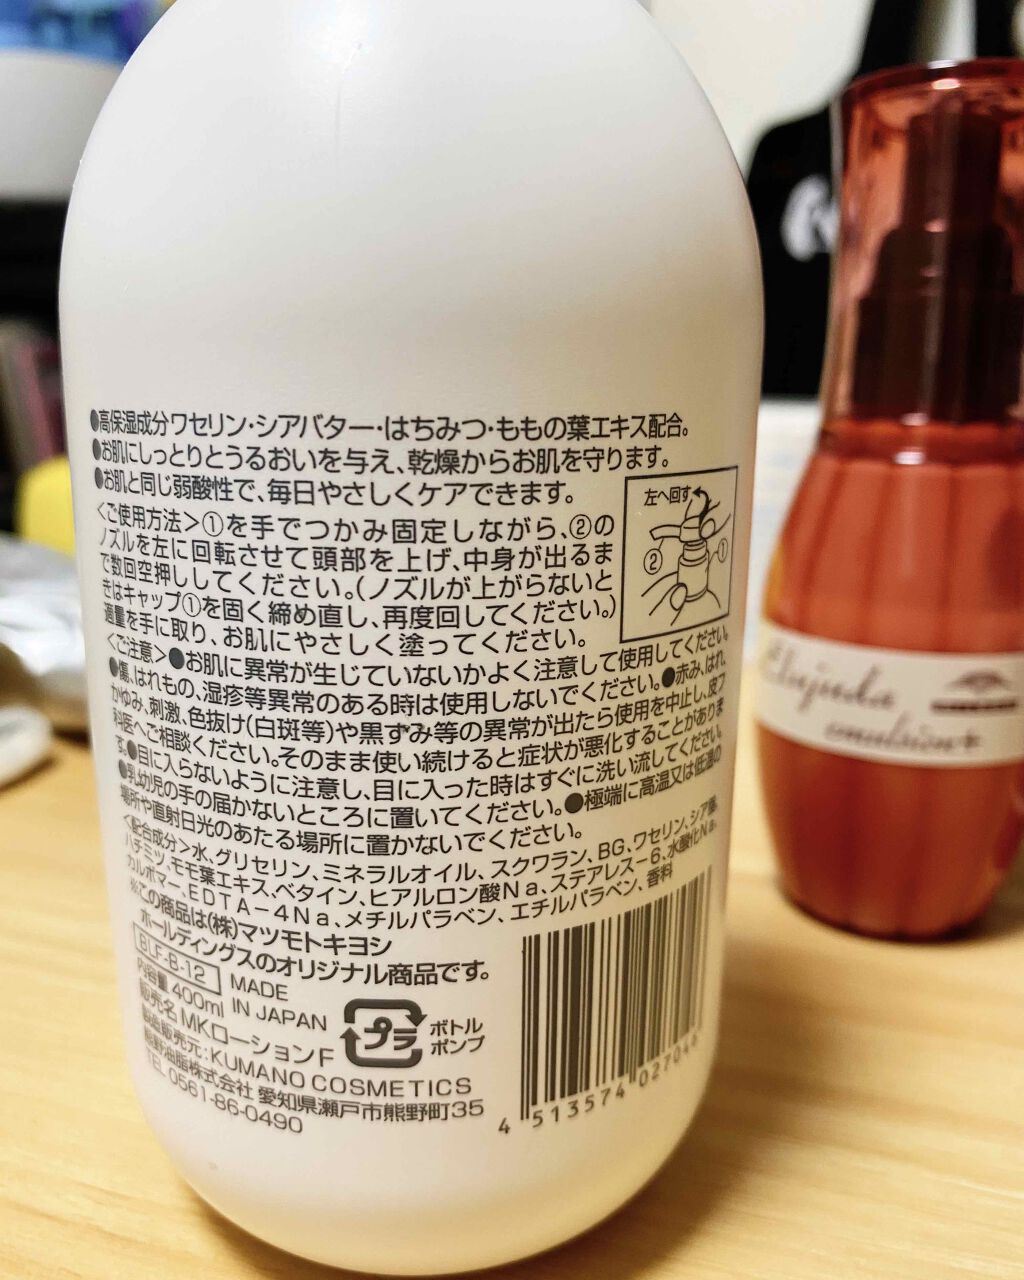 ●高保湿成分ワセリン・シアバター・はちみつ・ももの葉エキス配合。
●お肌にしっとりとうるおいを与え、乾燥からお肌を守ります。
●お肌と同じ弱酸性で、毎日やさしくケアできます。
<ご使用方法>①を手でつかみ固定しながら、②の
ノズルを左に回転させて頭部を上げ、中身が出るま
で数回空押ししてください。(ノズルが上がらないと
きはキャップ①を固く締め直し、再度回してください。)
適量を手に取り、お肌にやさしく塗ってください。
左へ回す
②
①
<ご注意>●お肌に異常が生じていないかよく注意して使用してください。
●傷、はれもの、湿疹等異常のある時は使用しないでください。●赤み、はれ、
かゆみ、刺激、色抜け(白斑等)や黒ずみ等の異常が出たら使用を中止し、皮フ
科医へご相談ください。そのまま使い続けると症状が悪化することがありま
す。●目に入らないように注意し、目に入った時はすぐに洗い流してください。
●乳幼児の手の届かないところに置いてください。●極端に高温又は低温の
場所や直射日光のあたる場所に置かないでください。
<配合成分>水、グリセリン、ミネラルオイル、スクワラン、BG、ワセリン、シア脂、
ハチミツ、モモ葉エキス、ベタイン、ヒアルロン酸Na、ステアレス-6、水酸化Na、
カルボマー、EDTA-4Na、メチルパラベン、エチルパラベン、香料
※この商品は(株)マツモトキヨシ
ホールディングスのオリジナル商品です。
BLF-B-12
MADE
IN JAPAN
内容量 400ml
販売名 MKローションF
プラ
ボトル
ポンプ
製造販売元:KUMANO COSMETICS
熊野油脂株式会社 愛知県瀬戸市熊野町35
TEL 0561-86-0490
4 513574 027046
Elujuda
emulsion+